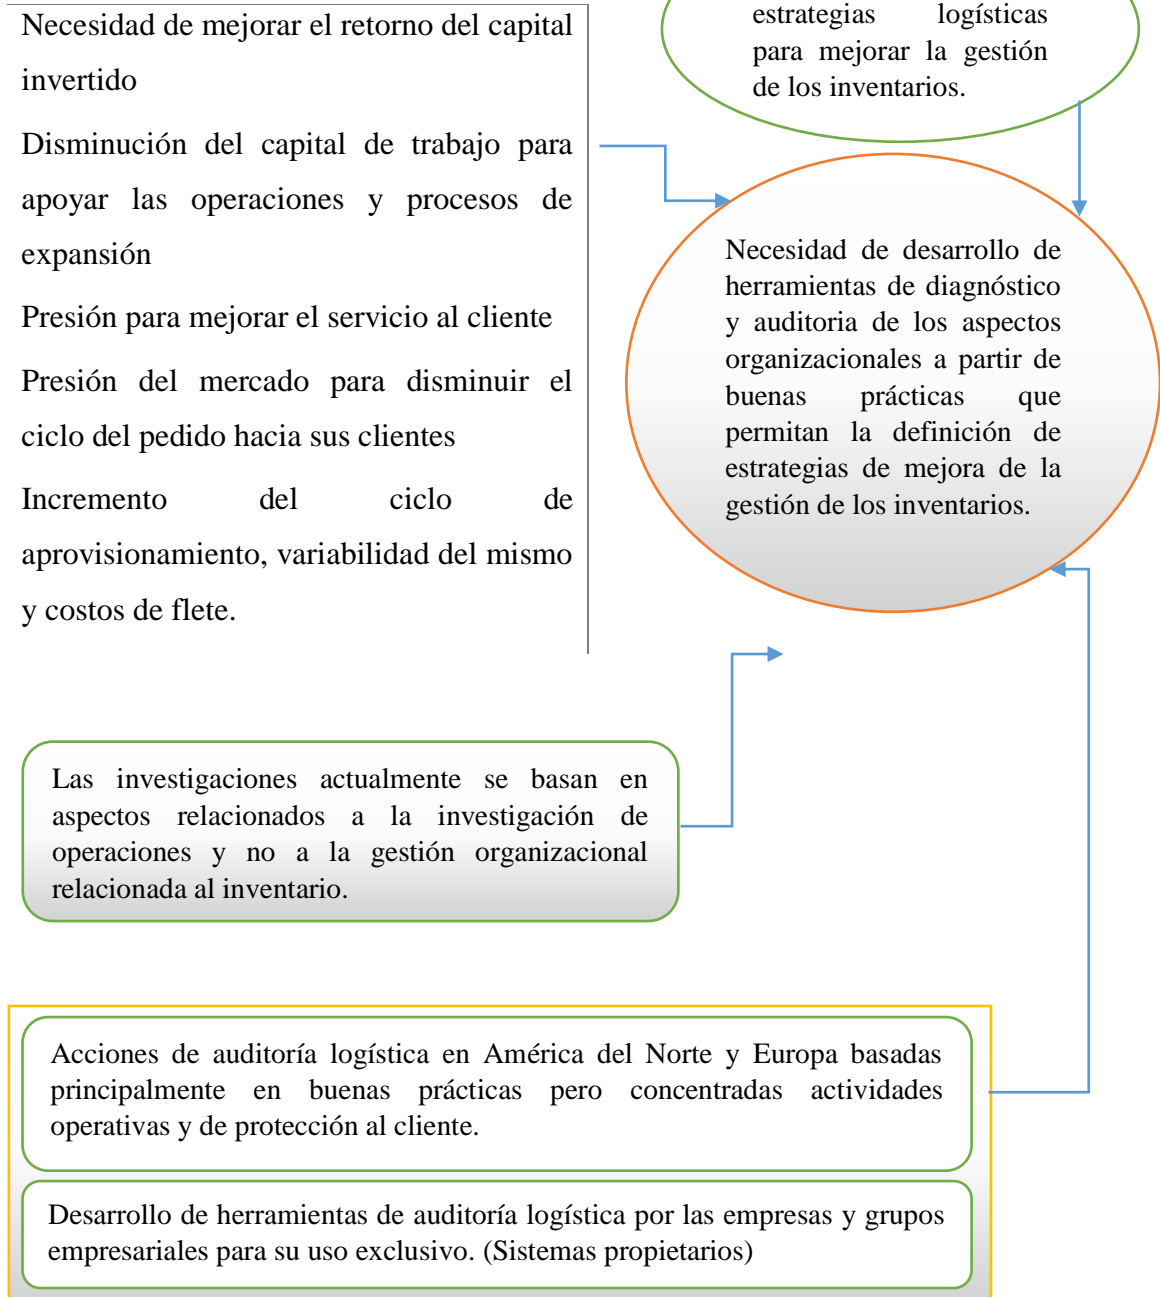 Necesidad de mejorar el retorno del capital
invertido
Disminución del capital de trabajo para
apoyar las operaciones y procesos de
expansión
Presión para mejorar el servicio al cliente
Presión del mercado para disminuir el
ciclo del pedido hacia sus clientes
Incremento del ciclo de
aprovisionamiento, variabilidad del mismo
y costos de flete.
estrategias logísticas
para mejorar la gestión
de los inventarios.
Necesidad de desarrollo de
herramientas de diagnóstico
y auditoria de los aspectos
organizacionales a partir de
buenas prácticas que
permitan la definición de
estrategias de mejora de la
gestión de los inventarios.
Las investigaciones actualmente se basan en
aspectos relacionados a la investigación de
operaciones y no a la gestión organizacional
relacionada al inventario.
Acciones de auditoría logística en América del Norte y Europa basadas
principalmente en buenas prácticas pero concentradas actividades
operativas y de protección al cliente.
Desarrollo de herramientas de auditoría logística por las empresas y grupos
empresariales para su uso exclusivo. (Sistemas propietarios)